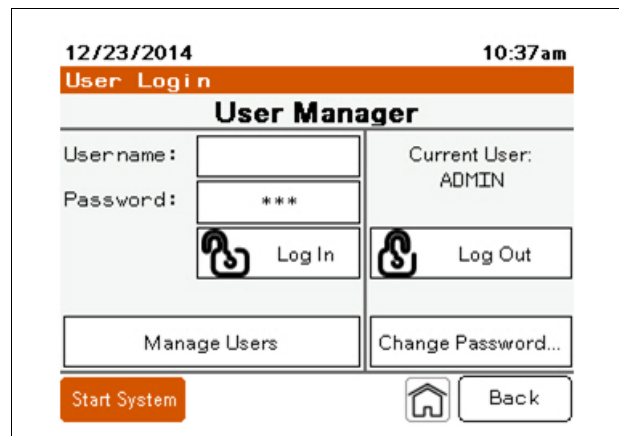 12/23/2014 10:37am
User Login
User Manager
Username:
Current User:
ADMIN
Password: ***
Log In
Log Out
Manage Users
Change Password...
Start System
Back